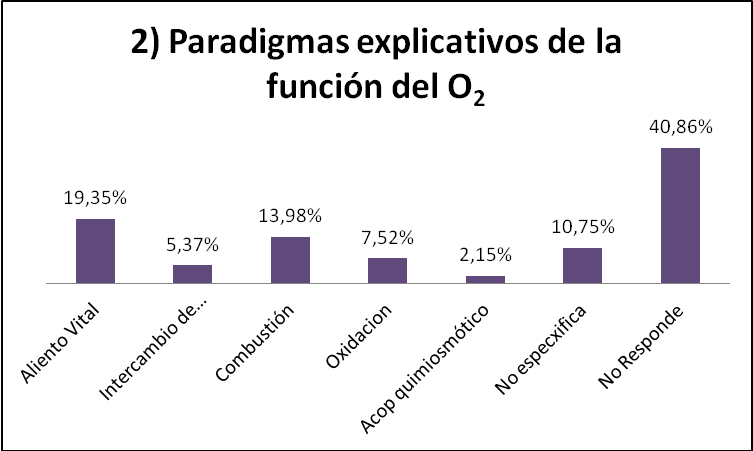 2) Paradigmas explicativos de la
función del O₂
40,86%
19,35%
13,98%
10,75%
7,52%
5,37%
2,15%
Aliento Vital
Intercambio de...
Combustión
Oxidacion
Acop quimiosmótico
No especxifica
No Responde